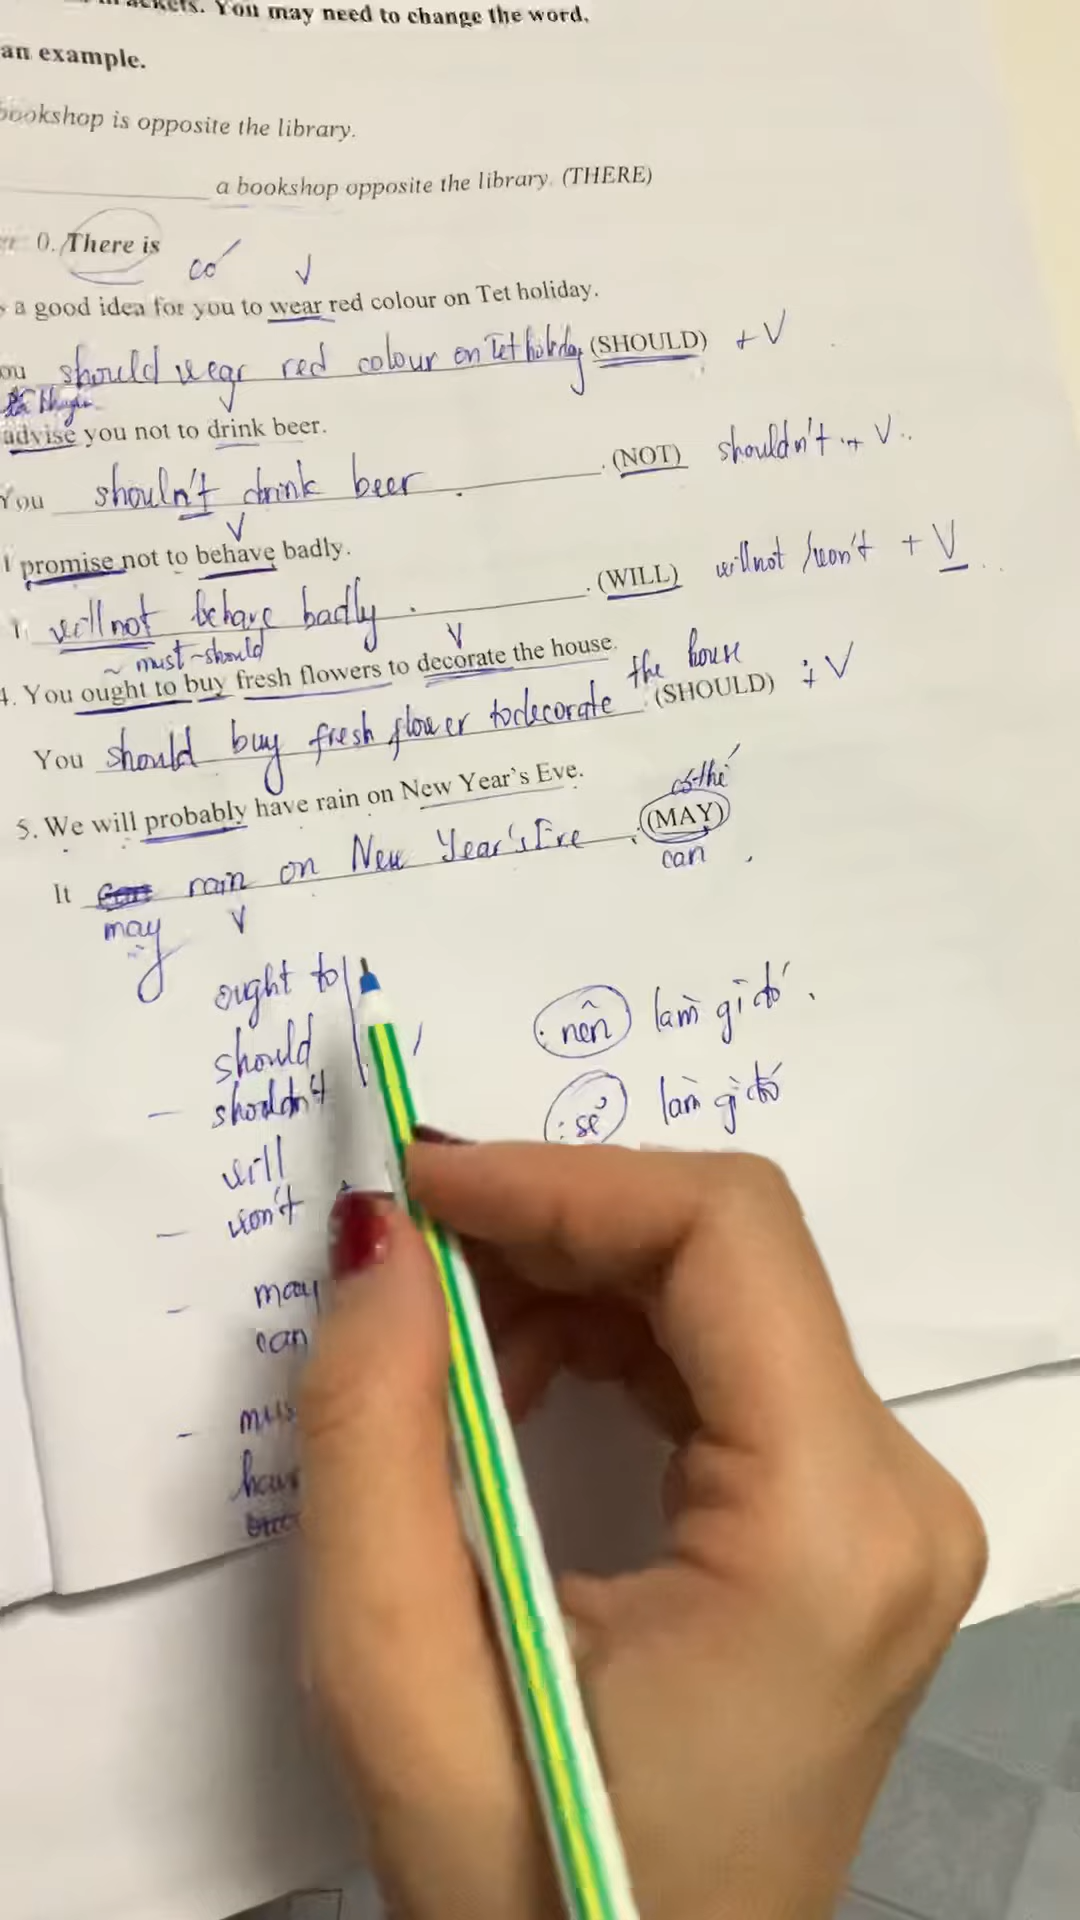 You may need to change the word.
an example.
bookshop is opposite the library.
a bookshop opposite the library. (THERE)
0. There is
có V
a good idea for you to wear red colour on Tet holiday.
should wear red colour on Tet holiday (SHOULD) + V
V
advise you not to drink beer.
You shouln't drink beer . (NOT) shouldn't + V..
V
I promise not to behave badly.
I will not behave badly . (WILL) will not / won't + V ..
~ must ~ should V
4. You ought to buy fresh flowers to decorate the house.
the house
You should buy fresh flower to decorate (SHOULD) + V
5. We will probably have rain on New Year's Eve.
có thể
It rain on New Year's Eve . (MAY)
can
may V
ought to
should : nên làm gì đó .
- shouldn't
: sẽ làm gì đó
will
- won't
- may
can
-